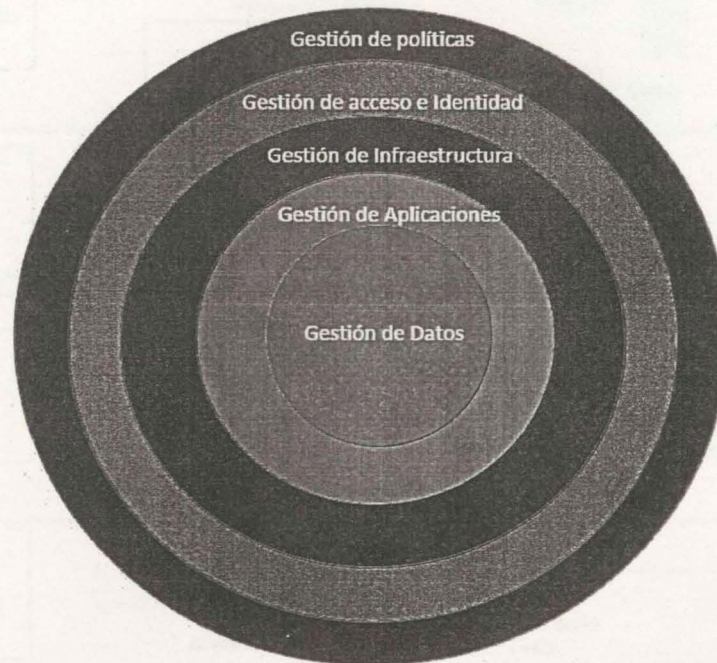 Gestión de políticas
Gestión de acceso e Identidad
Gestión de Infraestructura
Gestión de Aplicaciones
Gestión de Datos